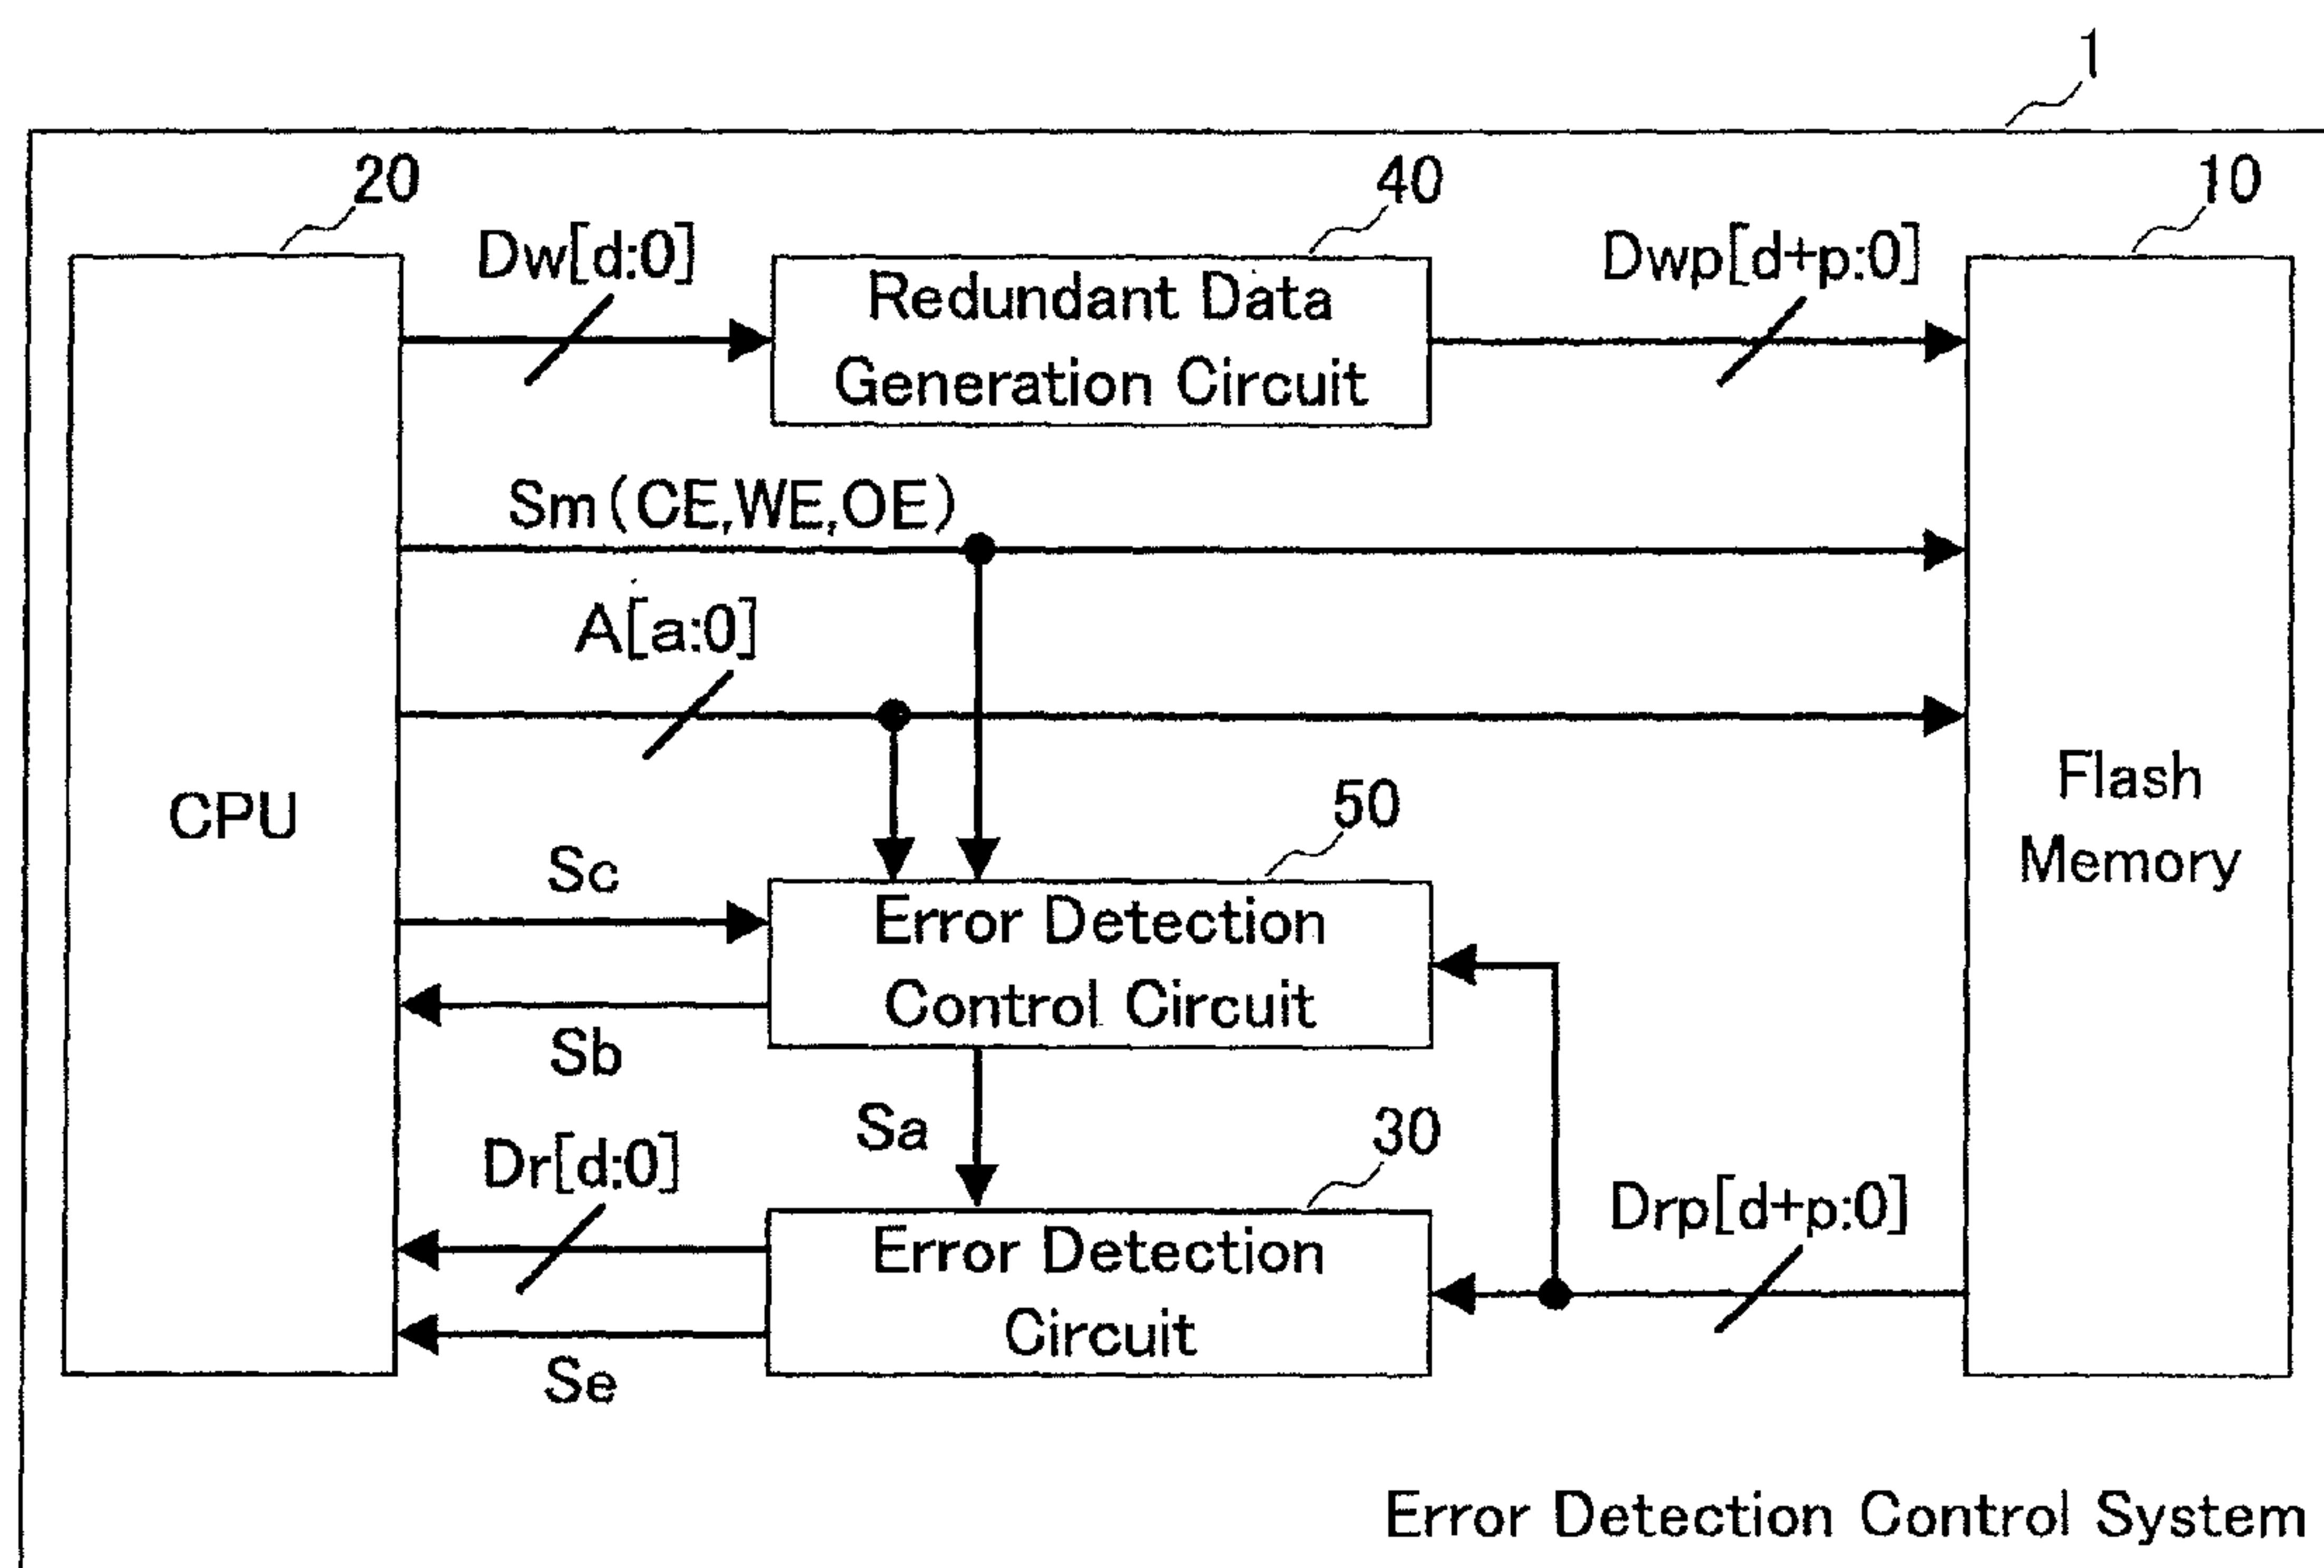 1
20
40
10
Dw[d:0]
Dwp[d+p:0]
Redundant Data
Generation Circuit
Sm(CE,WE,OE)
A[a:0]
CPU
Flash
Memory
50
Sc
Error Detection
Control Circuit
Sb
Sa
30
Dr[d:0]
Drp[d+p:0]
Error Detection
Circuit
Se
Error Detection Control System